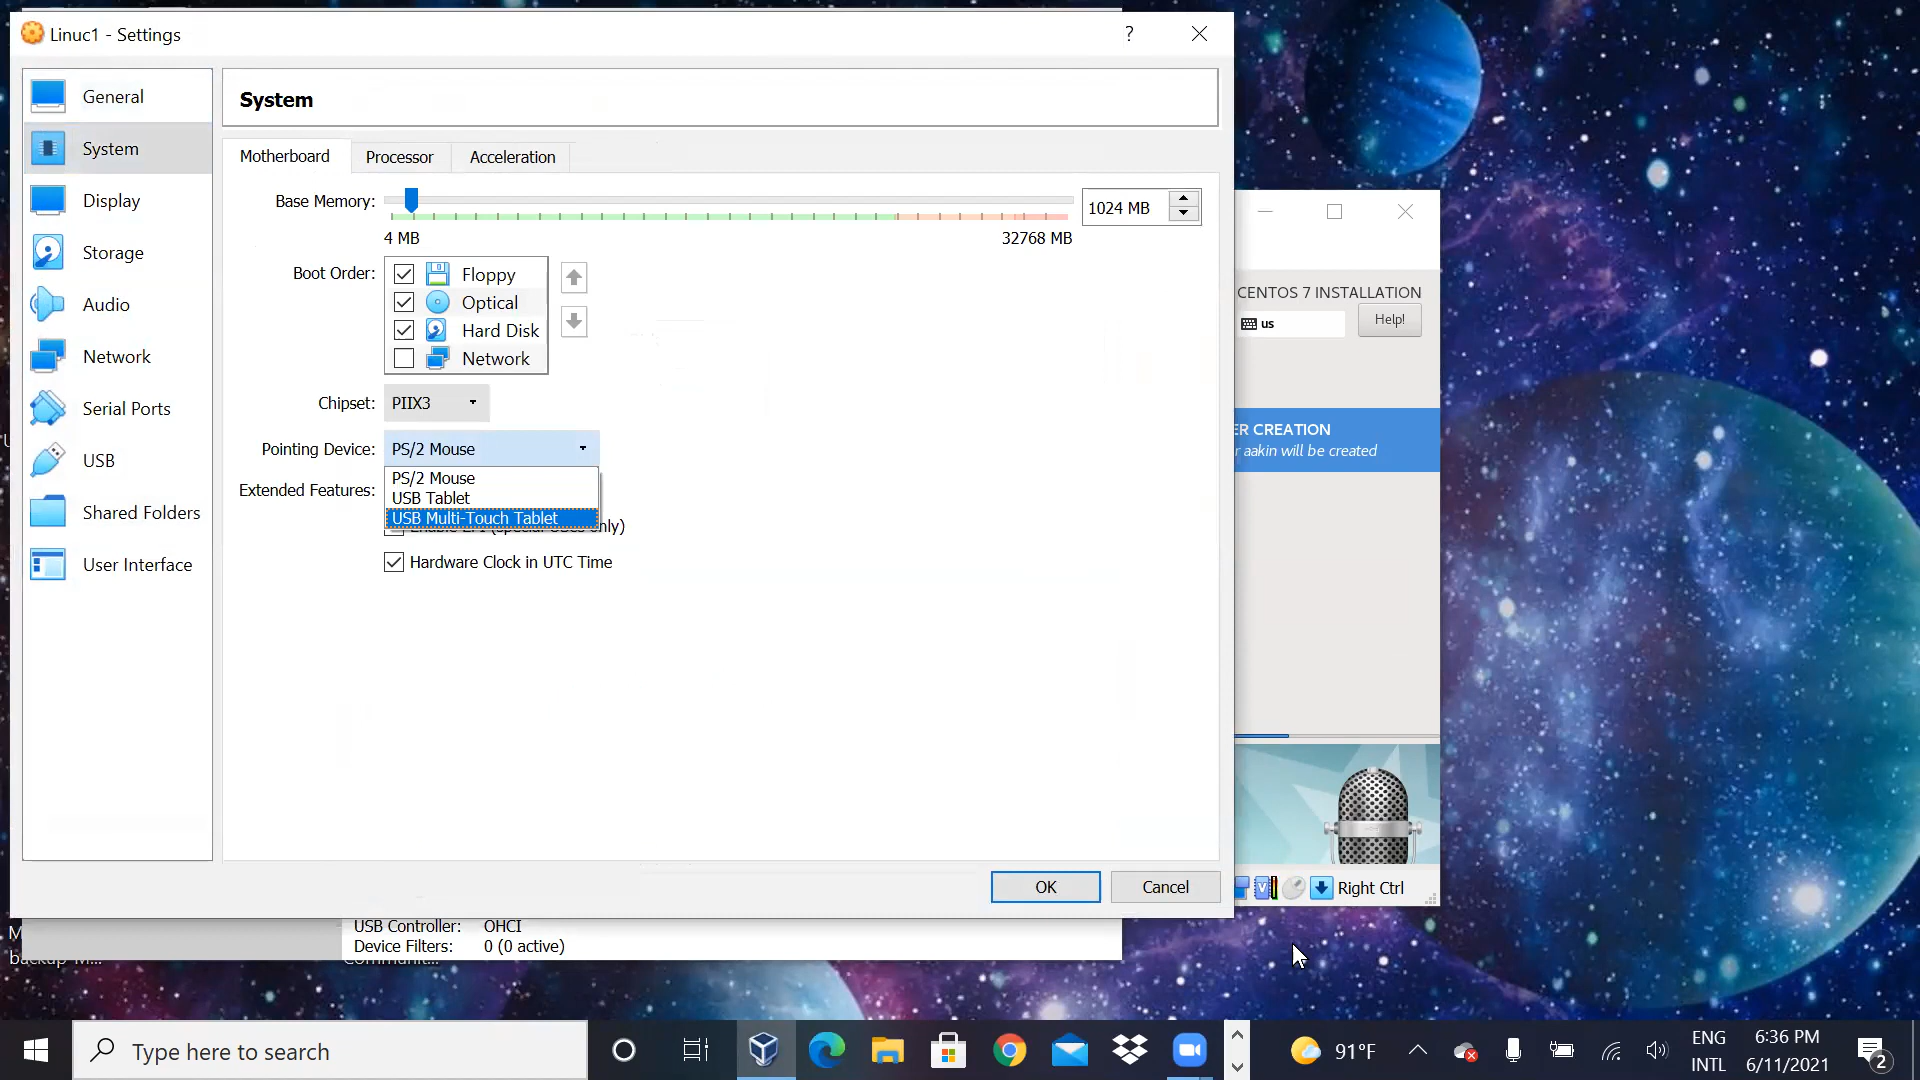 Linuc1 - Settings
?
General
System
Display
Storage
Audio
Network
Serial Ports
USB
Shared Folders
User Interface
System
Motherboard
Processor
Acceleration
Base Memory:
1024 MB
4 MB
32768 MB
Boot Order:
Floppy
Optical
Hard Disk
Network
Chipset:
PIIX3
Pointing Device:
PS/2 Mouse
PS/2 Mouse
USB Tablet
USB Multi-Touch Tablet
Extended Features:
Hardware Clock in UTC Time
OK
Cancel
CENTOS 7 INSTALLATION
us
Help!
ER CREATION
aakin will be created
Right Ctrl
USB Controller: OHCI
Device Filters: 0 (0 active)
Type here to search
91°F
ENG
INTL
6:36 PM
6/11/2021
2